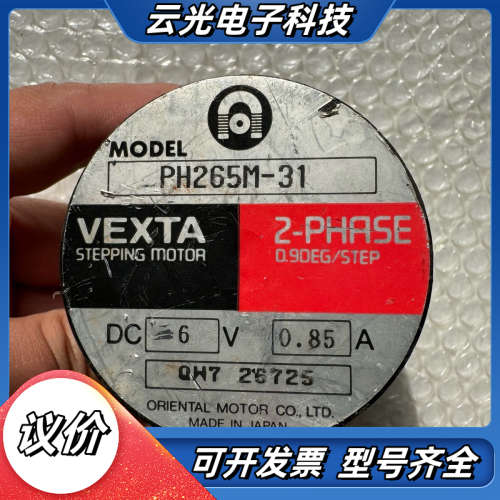 云光电子科技
MODEL
PH265M-31
VEXTA
STEPPING MOTOR
2-PHASE
0.9DEG/STEP
DC 6 V 0.85 A
QH7 26725
ORIENTAL MOTOR CO., LTD.
MADE IN JAPAN
议价
可开发票 型号齐全